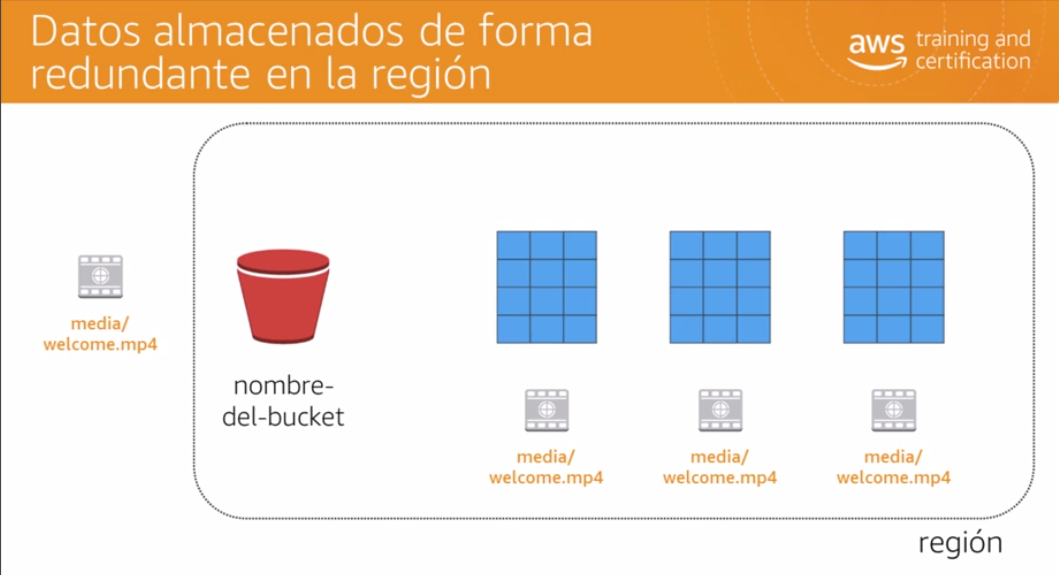 Datos almacenados de forma
redundante en la región
aws training and
certification
media/
welcome.mp4
nombre-
del-bucket
media/
welcome.mp4
media/
welcome.mp4
media/
welcome.mp4
región